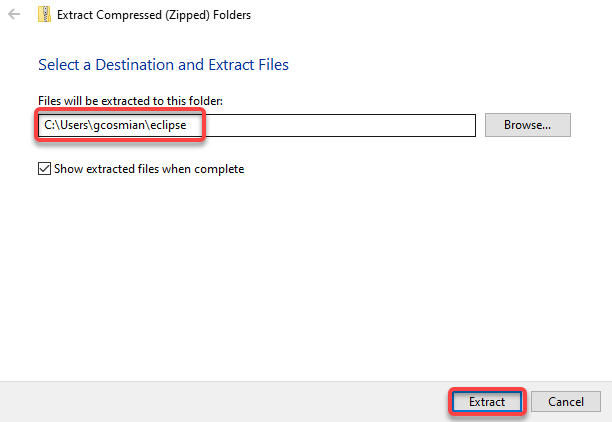 Extract Compressed (Zipped) Folders
Select a Destination and Extract Files
Files will be extracted to this folder:
C:\Users\gcosmian\eclipse
Browse...
Show extracted files when complete
Extract
Cancel